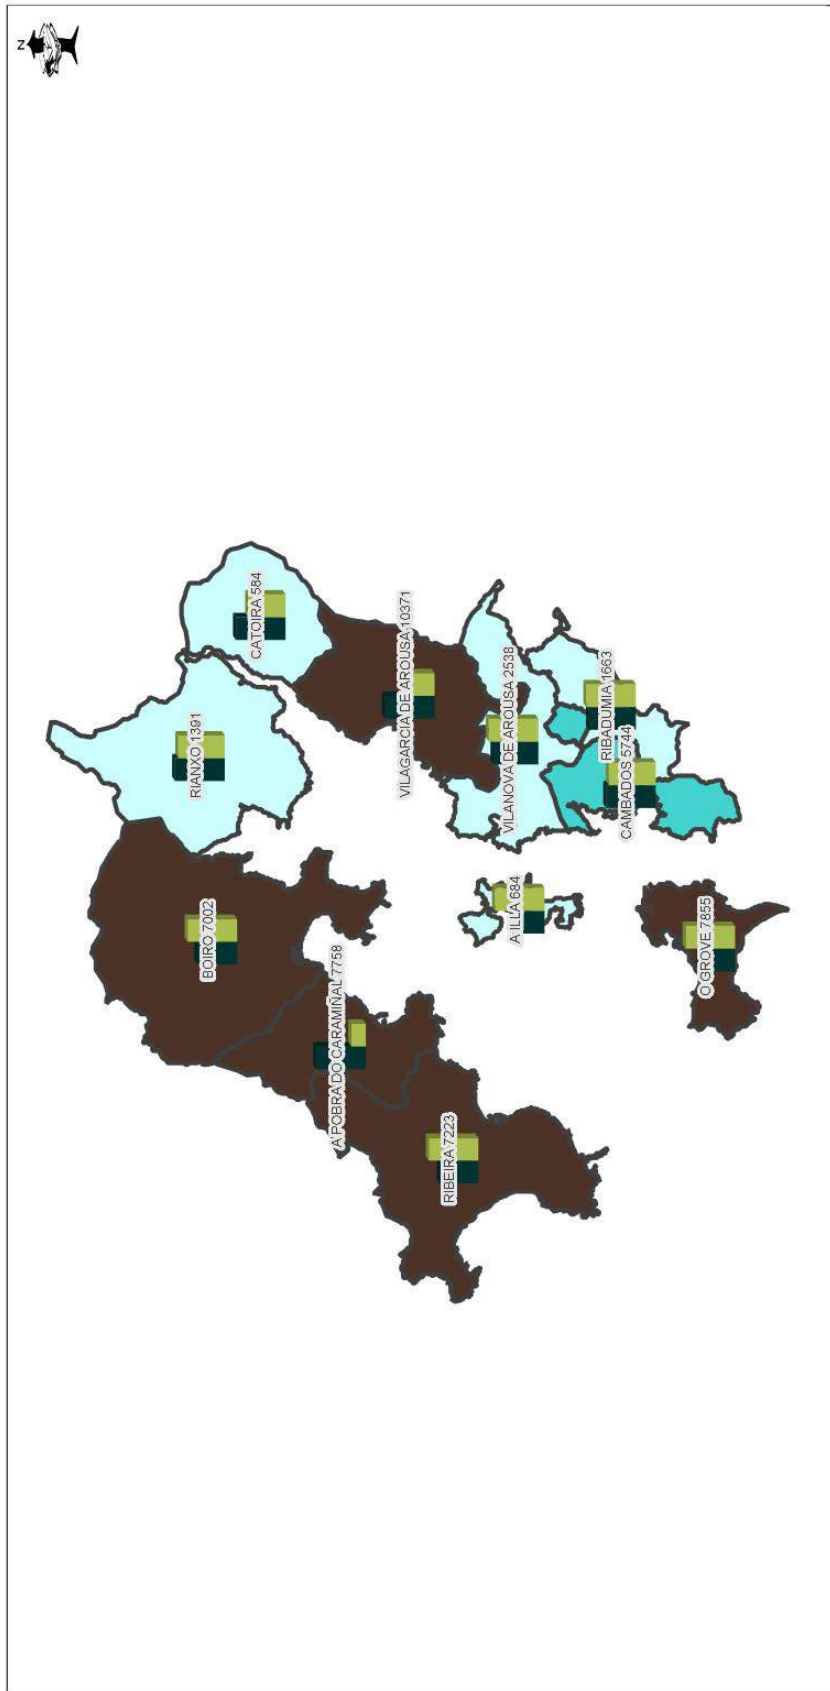 N
RIANXO 1391
CATOIRA 584
BOIRO 7002
A POBRA DO CARAMIÑAL 7758
VILAGARCIA DE AROUSA 10371
RIBEIRA 7223
VILANOVA DE AROUSA 2538
A ILLA 684
RIBADUMIA 1663
CAMBADOS 5744
O GROVE 7855